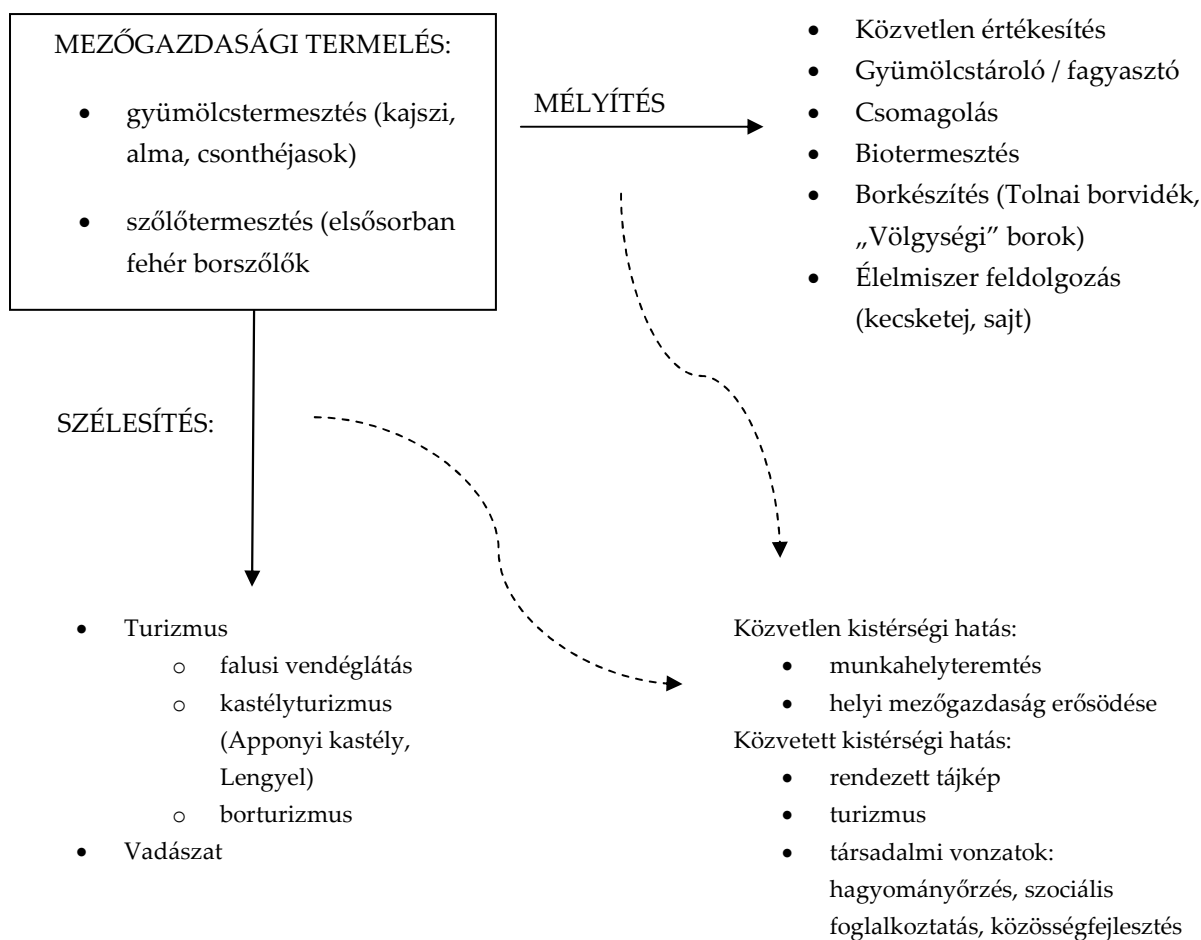 MEZŐGAZDASÁGI TERMELÉS:
• gyümölcstermesztés (kajszi,
alma, csonthéjasok)
• szőlőtermesztés (elsősorban
fehér borszőlők
MÉLYÍTÉS
• Közvetlen értékesítés
• Gyümölcstároló / fagyasztó
• Csomagolás
• Biotermesztés
• Borkészítés (Tolnai borvidék,
„Völgységi” borok)
• Élelmiszer feldolgozás
(kecsketej, sajt)
SZÉLESÍTÉS:
• Turizmus
o falusi vendéglátás
o kastélyturizmus
(Apponyi kastély,
Lengyel)
o borturizmus
• Vadászat
Közvetlen kistérségi hatás:
• munkahelyteremtés
• helyi mezőgazdaság erősödése
Közvetett kistérségi hatás:
• rendezett tájkép
• turizmus
• társadalmi vonzatok:
hagyományőrzés, szociális
foglalkoztatás, közösségfejlesztés